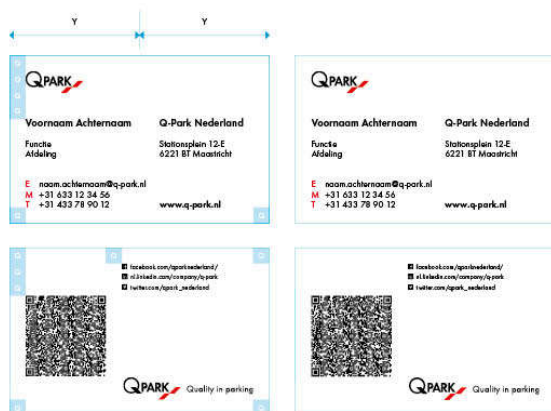 Y Y
QPARK
Voornaam Achternaam Q-Park Nederland
Functie Stationsplein 12-E
Afdeling 6221 BT Maastricht
E naam.achternaam@q-park.nl
M +31 633 12 34 56
T +31 433 78 90 12 www.q-park.nl
QPARK
Voornaam Achternaam Q-Park Nederland
Functie Stationsplein 12-E
Afdeling 6221 BT Maastricht
E naam.achternaam@q-park.nl
M +31 633 12 34 56
T +31 433 78 90 12 www.q-park.nl
facebook.com/qparknederland/
nl.linkedin.com/company/q-park
twitter.com/qpark_nederland
QPARK Quality in parking
facebook.com/qparknederland/
nl.linkedin.com/company/q-park
twitter.com/qpark_nederland
QPARK Quality in parking